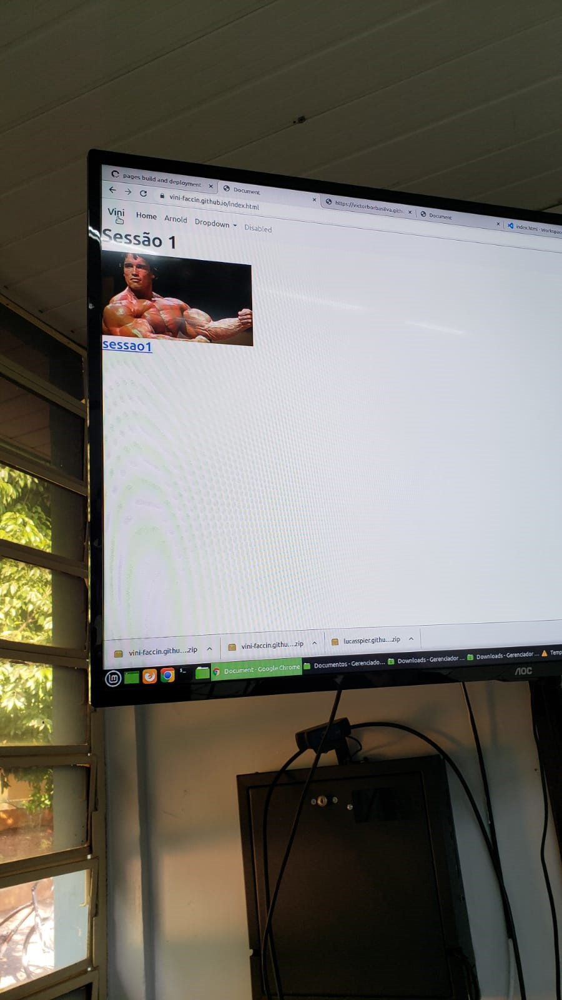 pages build and deployment
Document
https://victorborbasilva.gith
Document
index.html - Workspac
vini-faccin.github.io/index.html
Vini Home Arnold Dropdown Disabled
Sessão 1
sessao1
vini-faccin.githu....zip
vini-faccin.githu....zip
lucasspier.githu....zip
Document - Google Chrome
Documentos - Gerenciado...
Downloads - Gerenciador ...
Downloads - Gerenciador ...
Temp
AOC